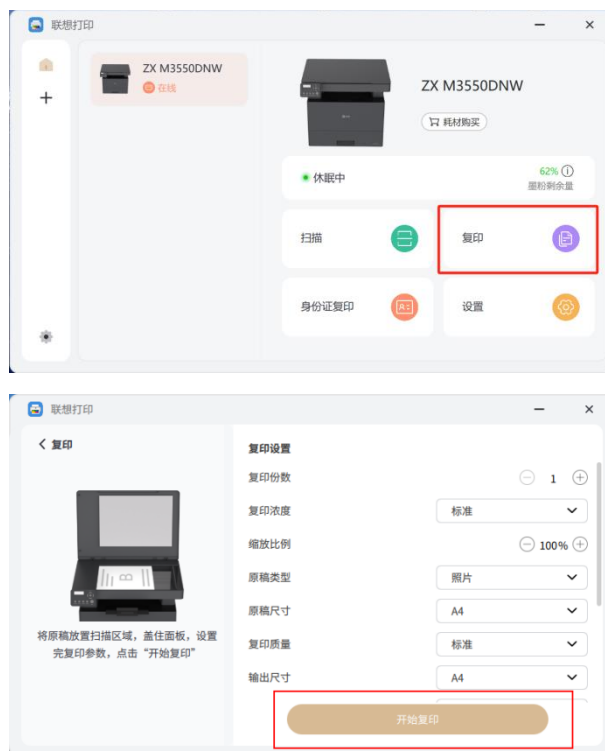 联想打印
ZX M3550DNW
在线
ZX M3550DNW
耗材购买
休眠中
62%
墨粉剩余量
扫描
复印
身份证复印
设置
联想打印
复印
将原稿放置扫描区域，盖住面板，设置
完复印参数，点击“开始复印”
复印设置
复印份数 1
复印浓度 标准
缩放比例 100%
原稿类型 照片
原稿尺寸 A4
复印质量 标准
输出尺寸 A4
开始复印